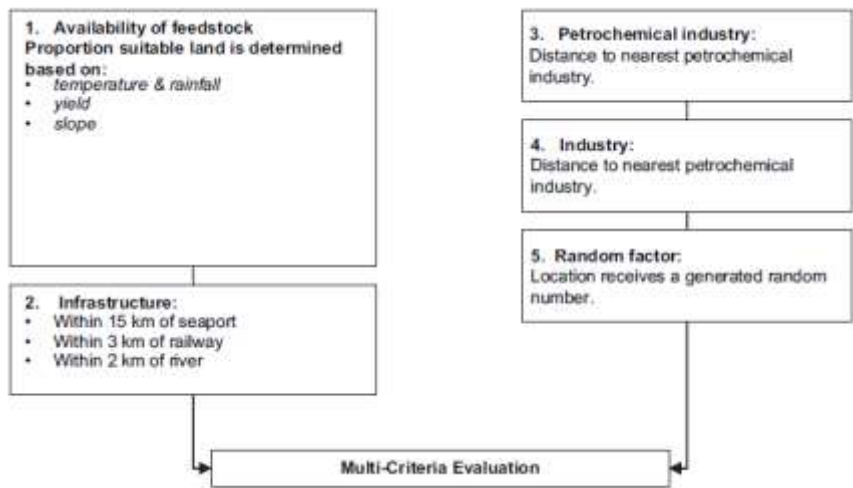 1. Availability of feedstock
Proportion suitable land is determined
based on:
• temperature & rainfall
• yield
• slope
2. Infrastructure:
• Within 15 km of seaport
• Within 3 km of railway
• Within 2 km of river
3. Petrochemical industry:
Distance to nearest petrochemical
industry.
4. Industry:
Distance to nearest petrochemical
industry.
5. Random factor:
Location receives a generated random
number.
Multi-Criteria Evaluation